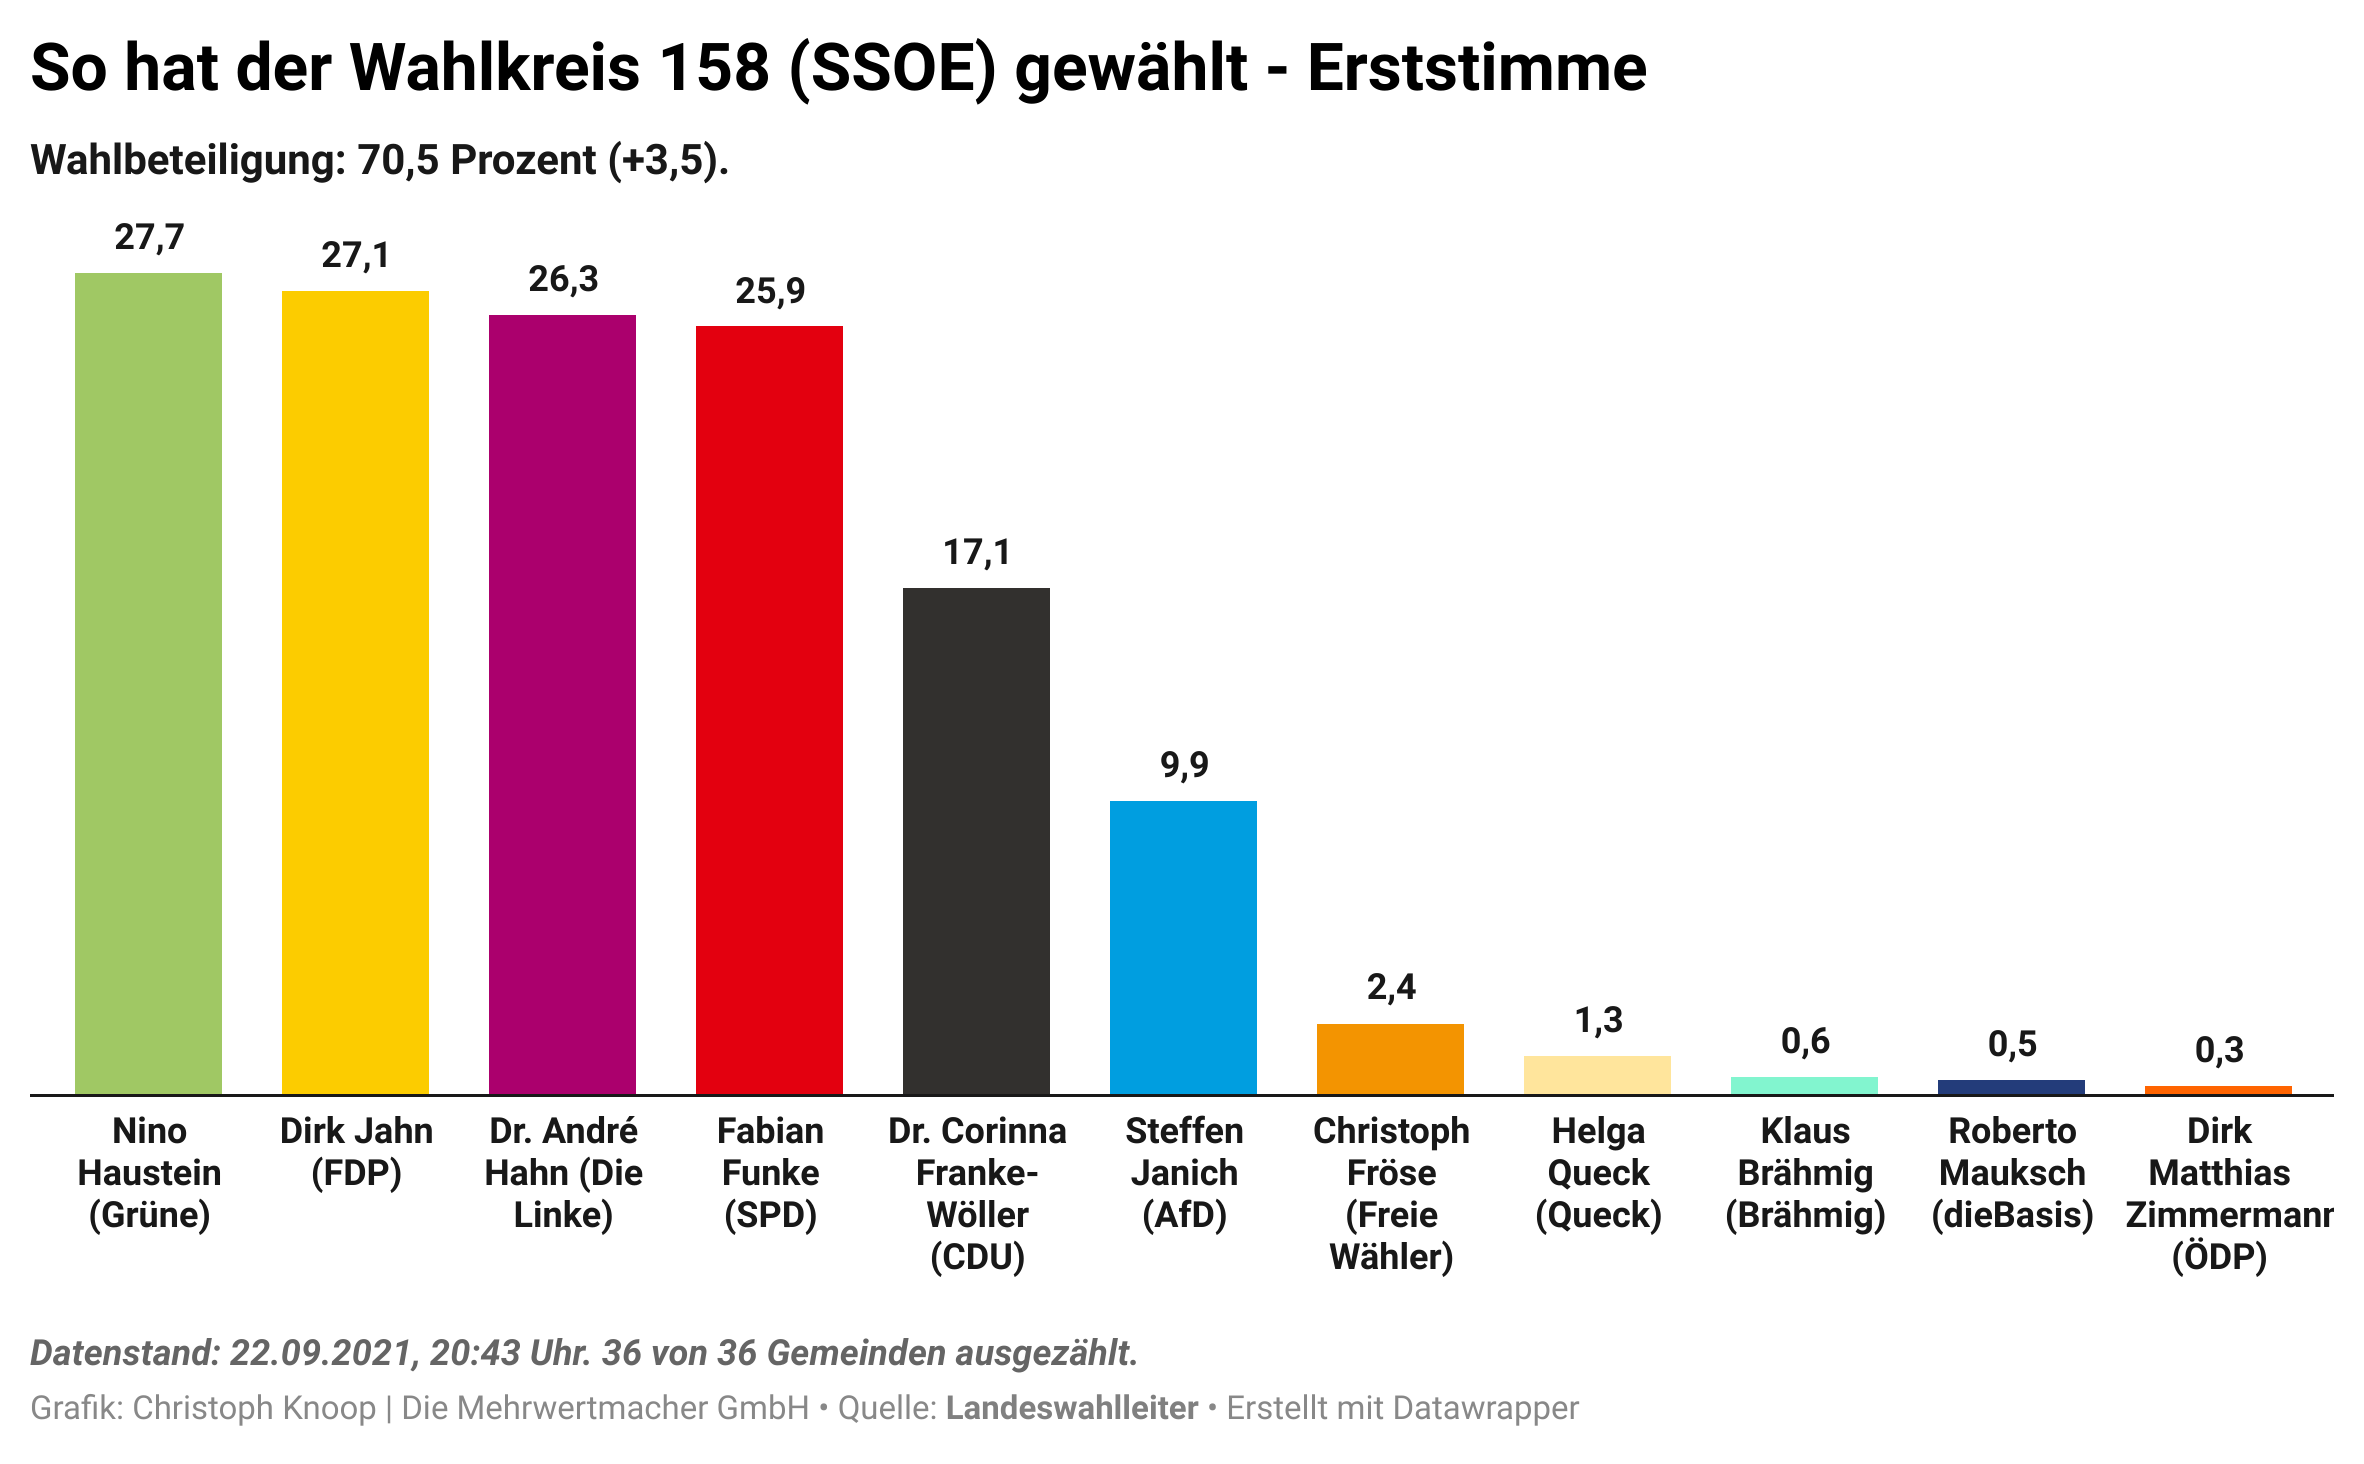 So hat der Wahlkreis 158 (SSOE) gewählt - Erststimme
Wahlbeteiligung: 70,5 Prozent (+3,5).
27,7
27,1
26,3
25,9
17,1
9,9
2,4
1,3
0,6
0,5
0,3
Nino
Haustein
(Grüne)
Dirk Jahn
(FDP)
Dr. André
Hahn (Die
Linke)
Fabian
Funke
(SPD)
Dr. Corinna
Franke-
Wöller
(CDU)
Steffen
Janich
(AfD)
Christoph
Fröse
(Freie
Wähler)
Helga
Queck
(Queck)
Klaus
Brähmig
(Brähmig)
Roberto
Mauksch
(dieBasis)
Dirk
Matthias
Zimmermann
(ÖDP)
Datenstand: 22.09.2021, 20:43 Uhr. 36 von 36 Gemeinden ausgezählt.
Grafik: Christoph Knoop | Die Mehrwertmacher GmbH • Quelle: Landeswahlleiter • Erstellt mit Datawrapper